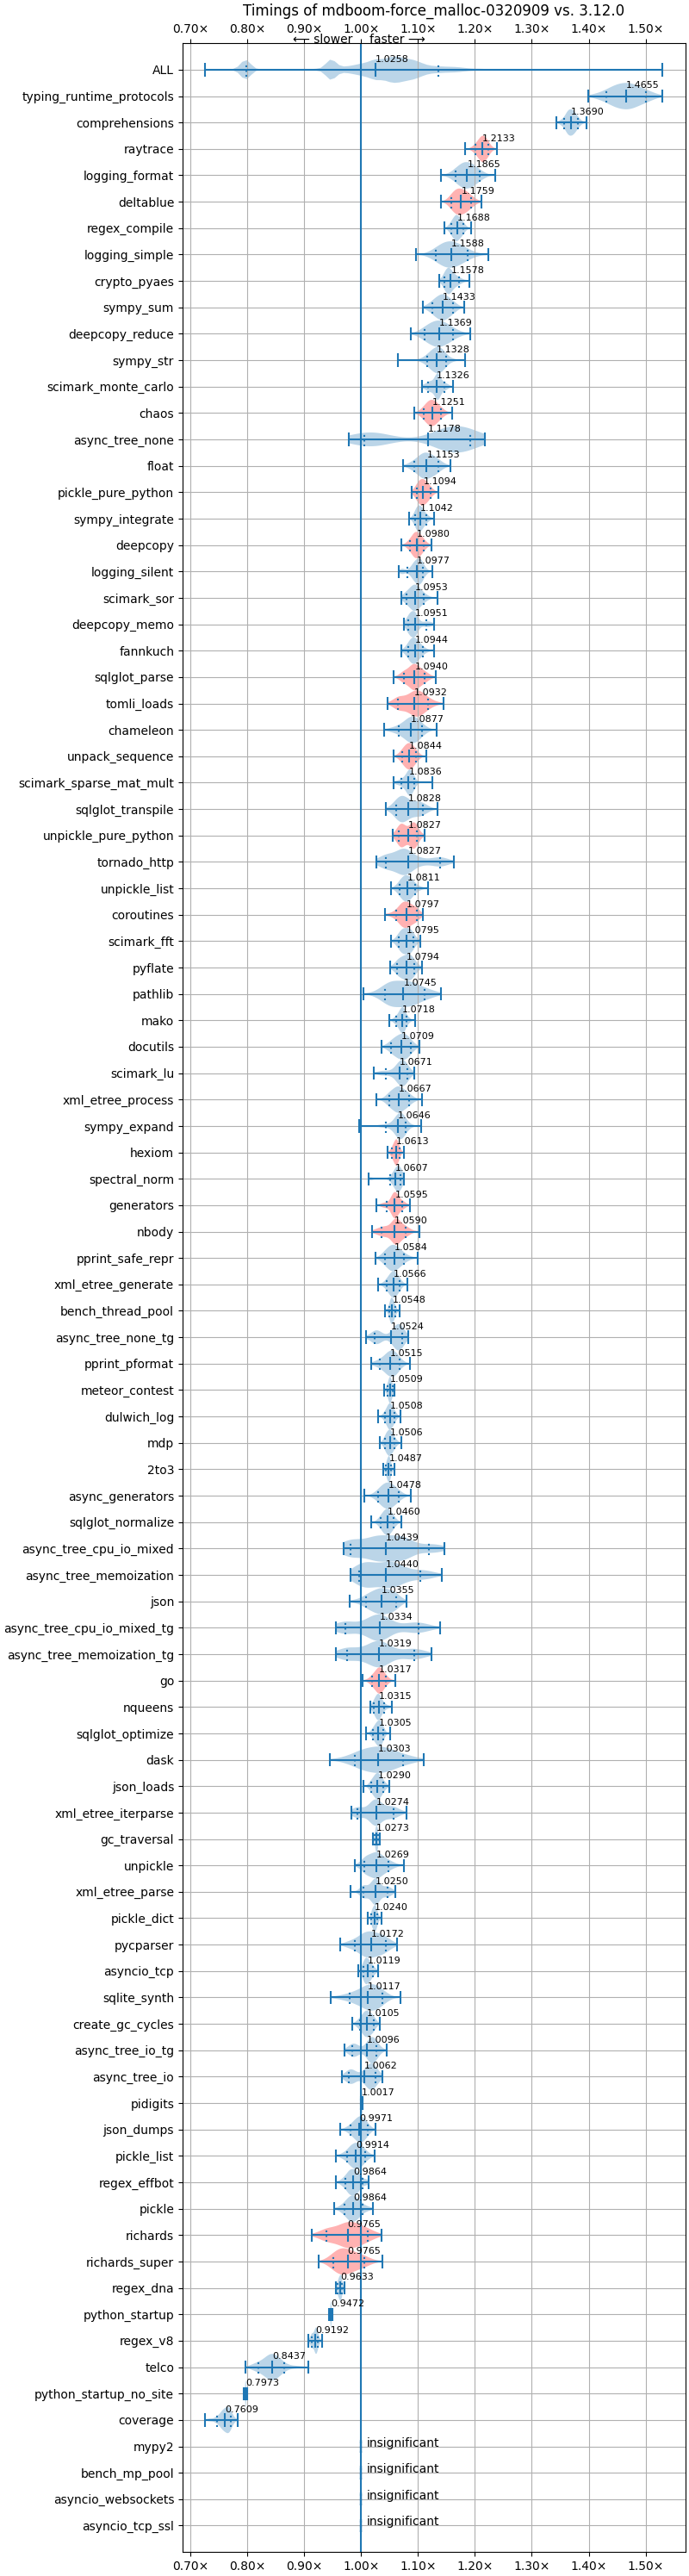 Timings of mdboom-force_malloc-0320909 vs. 3.12.0
0.70× 0.80× 0.90× 1.00× 1.10× 1.20× 1.30× 1.40× 1.50×
← slower faster →
ALL 1.0258
typing_runtime_protocols 1.4655
comprehensions 1.3690
raytrace 1.2133
logging_format 1.1865
deltablue 1.1759
regex_compile 1.1688
logging_simple 1.1588
crypto_pyaes 1.1578
sympy_sum 1.1433
deepcopy_reduce 1.1369
sympy_str 1.1328
scimark_monte_carlo 1.1326
chaos 1.1251
async_tree_none 1.1178
float 1.1153
pickle_pure_python 1.1094
sympy_integrate 1.1042
deepcopy 1.0980
logging_silent 1.0977
scimark_sor 1.0953
deepcopy_memo 1.0951
fannkuch 1.0944
sqlglot_parse 1.0940
tomli_loads 1.0932
chameleon 1.0877
unpack_sequence 1.0844
scimark_sparse_mat_mult 1.0836
sqlglot_transpile 1.0828
unpickle_pure_python 1.0827
tornado_http 1.0827
unpickle_list 1.0811
coroutines 1.0797
scimark_fft 1.0795
pyflate 1.0794
pathlib 1.0745
mako 1.0718
docutils 1.0709
scimark_lu 1.0671
xml_etree_process 1.0667
sympy_expand 1.0646
hexiom 1.0613
spectral_norm 1.0607
generators 1.0595
nbody 1.0590
pprint_safe_repr 1.0584
xml_etree_generate 1.0566
bench_thread_pool 1.0548
async_tree_none_tg 1.0524
pprint_pformat 1.0515
meteor_contest 1.0509
dulwich_log 1.0508
mdp 1.0506
2to3 1.0487
async_generators 1.0478
sqlglot_normalize 1.0460
async_tree_cpu_io_mixed 1.0439
async_tree_memoization 1.0440
json 1.0355
async_tree_cpu_io_mixed_tg 1.0334
async_tree_memoization_tg 1.0319
go 1.0317
nqueens 1.0315
sqlglot_optimize 1.0305
dask 1.0303
json_loads 1.0290
xml_etree_iterparse 1.0274
gc_traversal 1.0273
unpickle 1.0269
xml_etree_parse 1.0250
pickle_dict 1.0240
pycparser 1.0172
asyncio_tcp 1.0119
sqlite_synth 1.0117
create_gc_cycles 1.0105
async_tree_io_tg 1.0096
async_tree_io 1.0062
pidigits 1.0017
json_dumps 0.9971
pickle_list 0.9914
regex_effbot 0.9864
pickle 0.9864
richards 0.9765
richards_super 0.9765
regex_dna 0.9633
python_startup 0.9472
regex_v8 0.9192
telco 0.8437
python_startup_no_site 0.7973
coverage 0.7609
mypy2 insignificant
bench_mp_pool insignificant
asyncio_websockets insignificant
asyncio_tcp_ssl insignificant
0.70× 0.80× 0.90× 1.00× 1.10× 1.20× 1.30× 1.40× 1.50×